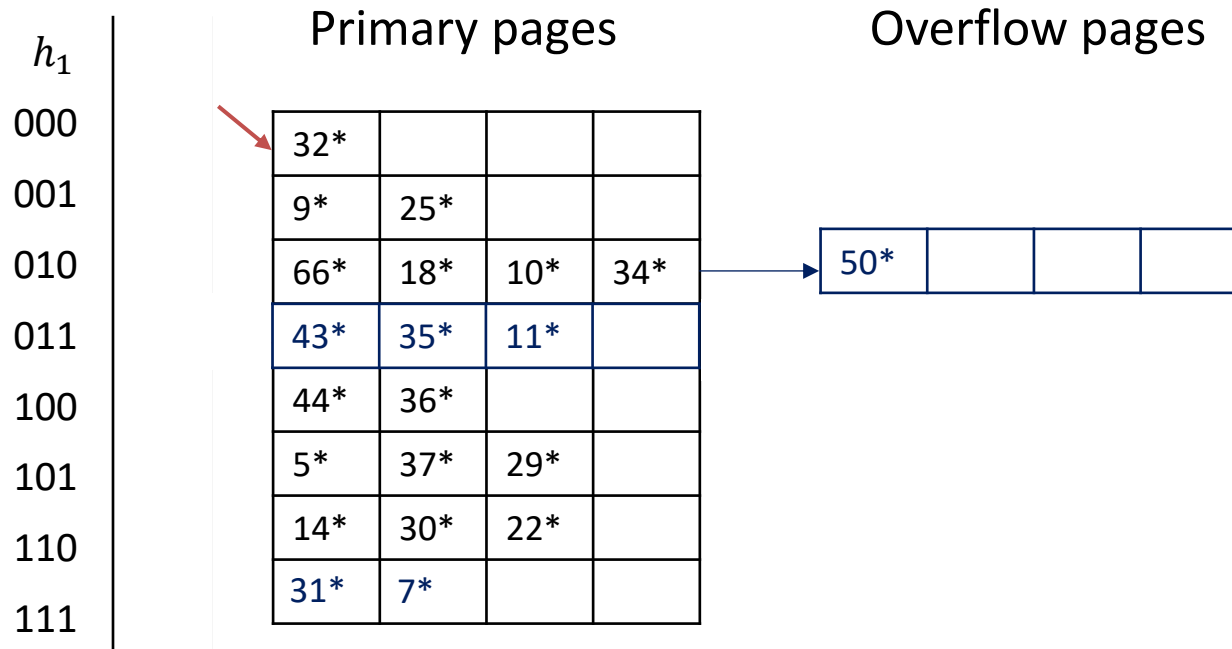 Primary pages Overflow pages
h₁
000 32*
001 9* 25*
010 66* 18* 10* 34* 50*
011 43* 35* 11*
100 44* 36*
101 5* 37* 29*
110 14* 30* 22*
111 31* 7*